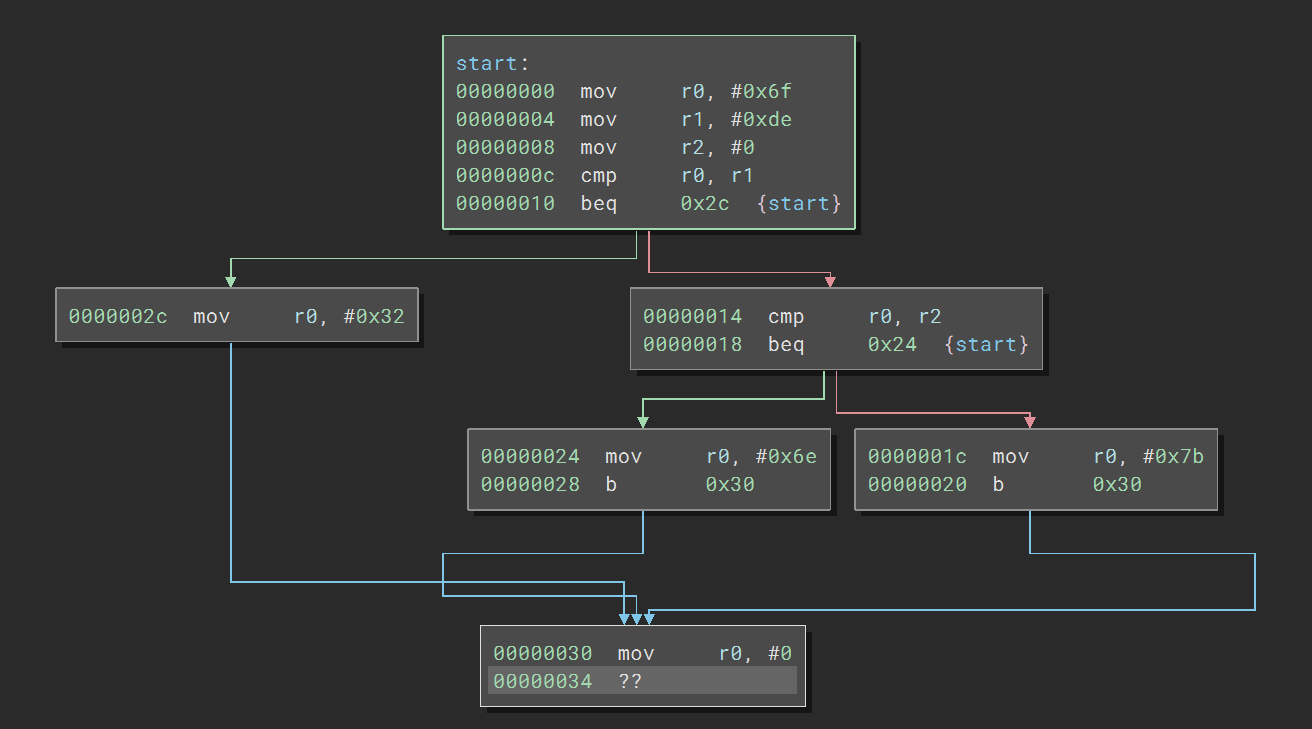 start:
00000000 mov r0, #0x6f
00000004 mov r1, #0xde
00000008 mov r2, #0
0000000c cmp r0, r1
00000010 beq 0x2c {start}
0000002c mov r0, #0x32
00000014 cmp r0, r2
00000018 beq 0x24 {start}
00000024 mov r0, #0x6e
00000028 b 0x30
0000001c mov r0, #0x7b
00000020 b 0x30
00000030 mov r0, #0
00000034 ??